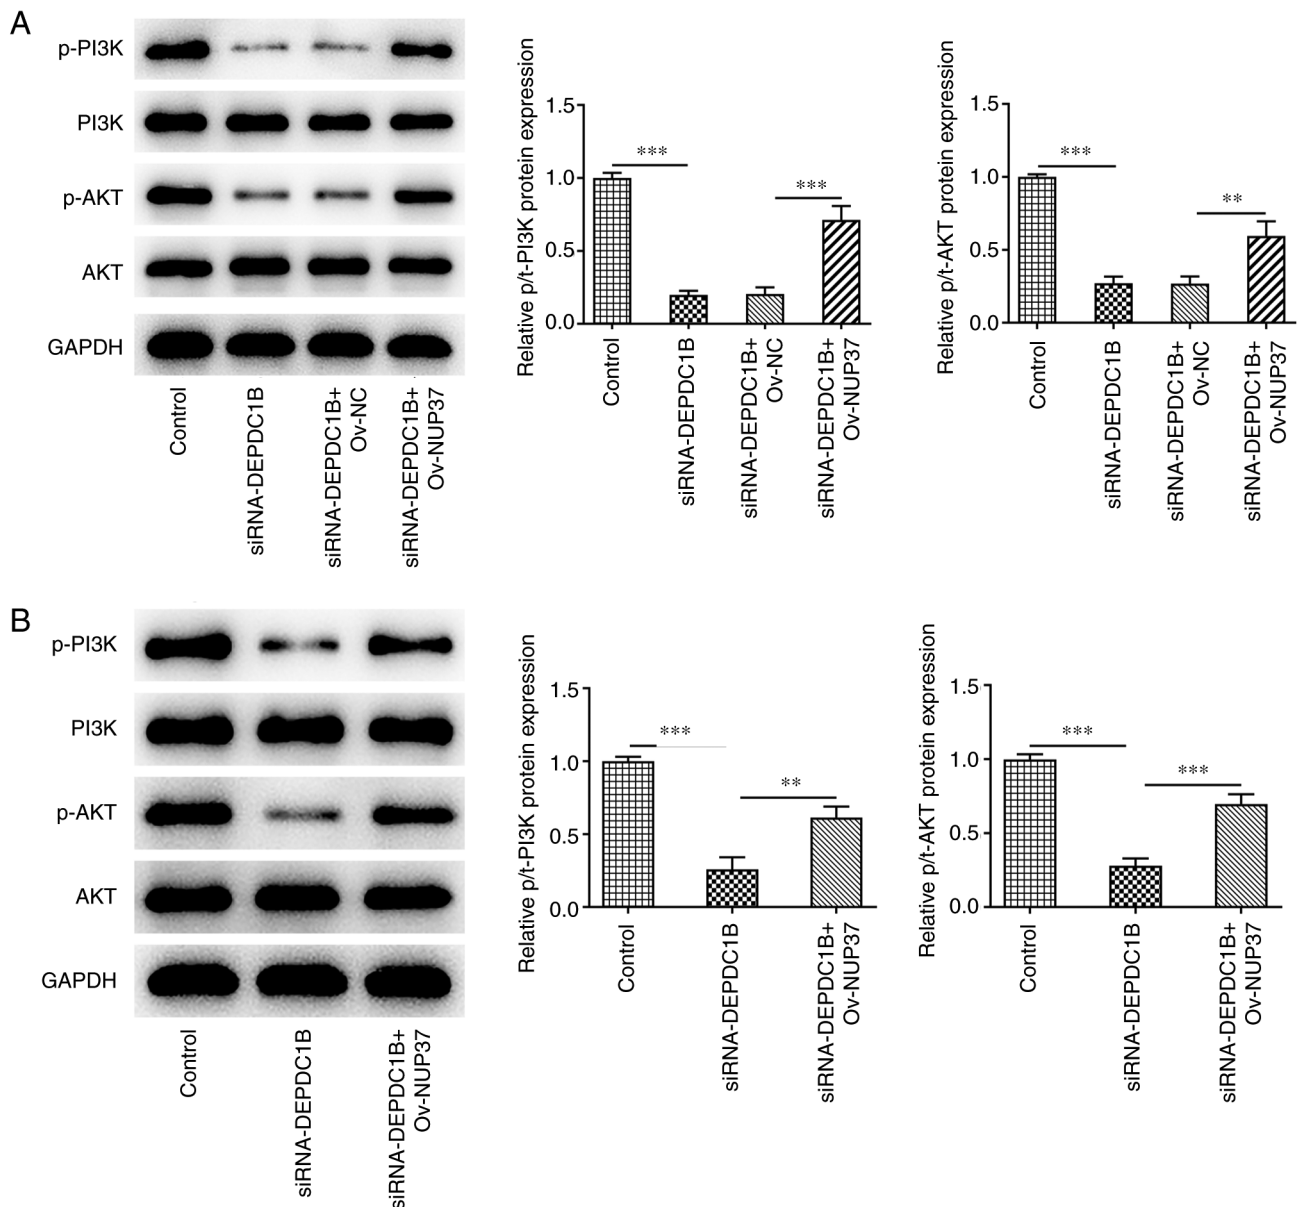 A
p-PI3K
PI3K
p-AKT
AKT
GAPDH
Control
siRNA-DEPDC1B
siRNA-DEPDC1B+
Ov-NC
siRNA-DEPDC1B+
Ov-NUP37
Relative p/t-PI3K protein expression
1.5
1.0
0.5
0.0
***
***
Control
siRNA-DEPDC1B
siRNA-DEPDC1B+
Ov-NC
siRNA-DEPDC1B+
Ov-NUP37
Relative p/t-AKT protein expression
1.5
1.0
0.5
0.0
***
**
Control
siRNA-DEPDC1B
siRNA-DEPDC1B+
Ov-NC
siRNA-DEPDC1B+
Ov-NUP37
B
p-PI3K
PI3K
p-AKT
AKT
GAPDH
Control
siRNA-DEPDC1B
siRNA-DEPDC1B+
Ov-NUP37
Relative p/t-PI3K protein expression
1.5
1.0
0.5
0.0
***
**
Control
siRNA-DEPDC1B
siRNA-DEPDC1B+
Ov-NUP37
Relative p/t-AKT protein expression
1.5
1.0
0.5
0.0
***
***
Control
siRNA-DEPDC1B
siRNA-DEPDC1B+
Ov-NUP37